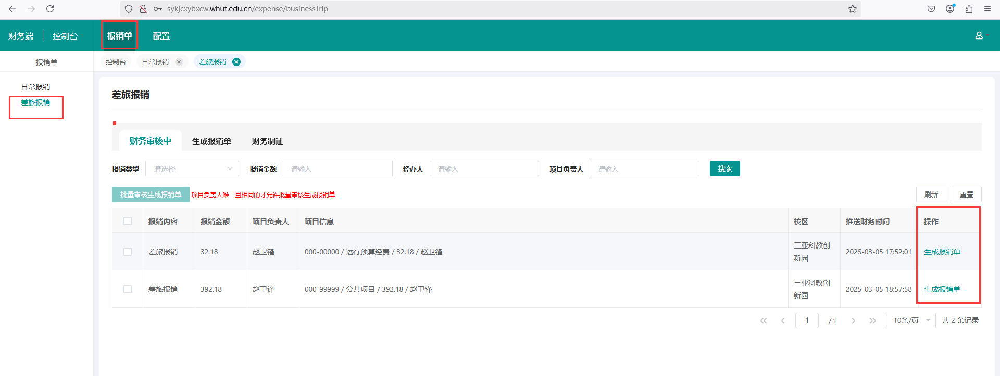 sykjcxybxcw.whut.edu.cn/expense/businessTrip
财务端 控制台 报销单 配置
报销单 控制台 日常报销 差旅报销
日常报销
差旅报销
差旅报销
财务审核中 生成报销单 财务制证
报销类型 请选择 报销金额 请输入 经办人 请输入 项目负责人 请输入 搜索
批量审核生成报销单 项目负责人唯一且相同的才允许批量审核生成报销单 刷新 重置
报销内容 报销金额 项目负责人 项目信息 校区 推送财务时间 操作
差旅报销 32.18 赵卫锋 000-00000 / 运行预算经费 / 32.18 / 赵卫锋 三亚科教创新园 2025-03-05 17:52:01 生成报销单
差旅报销 392.18 赵卫锋 000-99999 / 公共项目 / 392.18 / 赵卫锋 三亚科教创新园 2025-03-05 18:57:58 生成报销单
1 / 1 10条/页 共 2 条记录